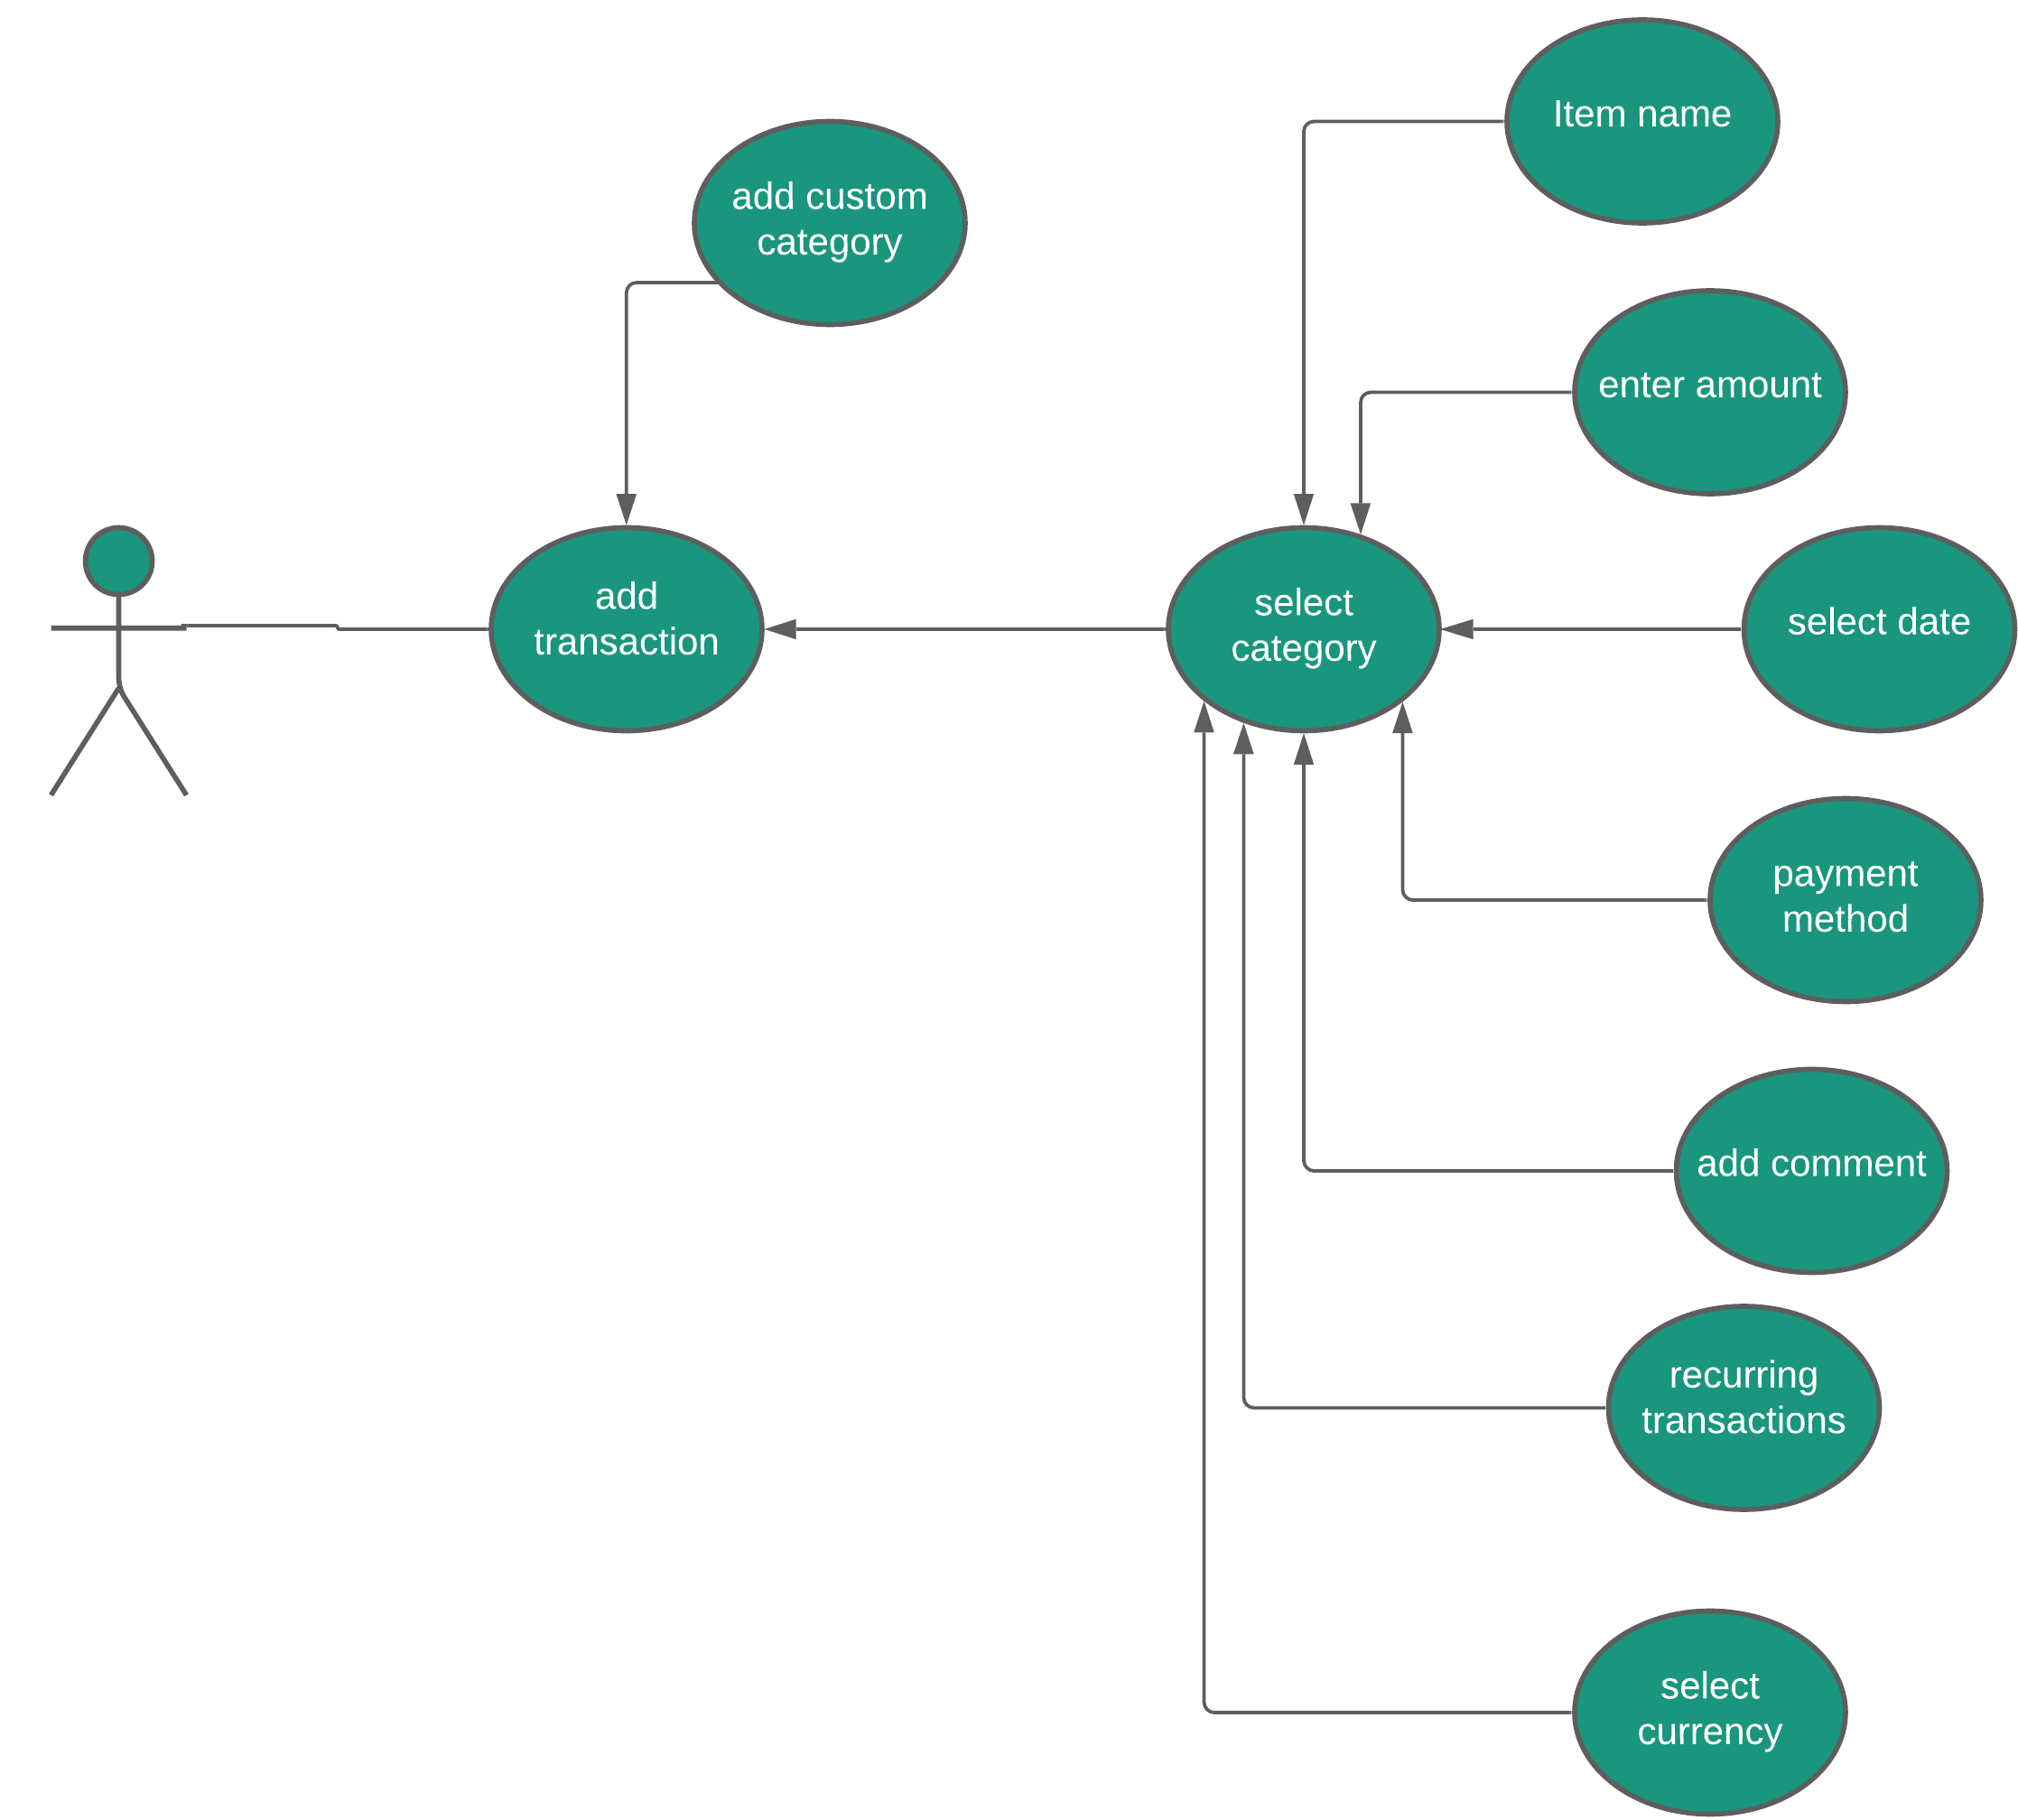 Item name
add custom
category
enter amount
add
transaction
select
category
select date
payment
method
add comment
recurring
transactions
select
currency